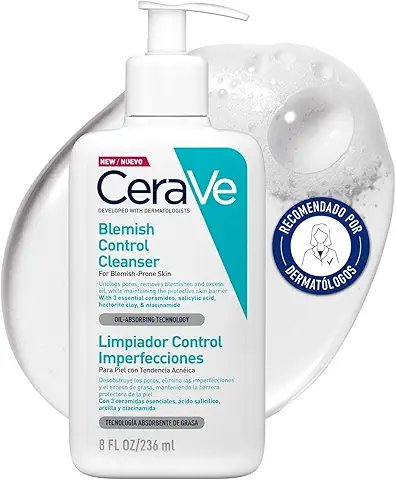 NEW / NUEVO
CeraVe
DEVELOPED WITH DERMATOLOGISTS
Blemish
Control
Cleanser
For Blemish-Prone Skin
Unclogs pores, removes blemishes and excess
oil, while maintaining the protective skin barrier
With 3 essential ceramides, salicylic acid,
hectorite clay, & niacinamide
OIL-ABSORBING TECHNOLOGY
Limpiador Control
Imperfecciones
Para Piel con Tendencia Acnéica
Desobstruye los poros, elimina las imperfecciones
y el exceso de grasa, manteniendo la barrera
protectora de la piel
Con 3 ceramidas esenciales, ácido salicílico,
arcilla y niacinamida
TECNOLOGÍA ABSORBENTE DE GRASA
8 FL OZ/236 ml
RECOMENDADO POR
DERMATÓLOGOS